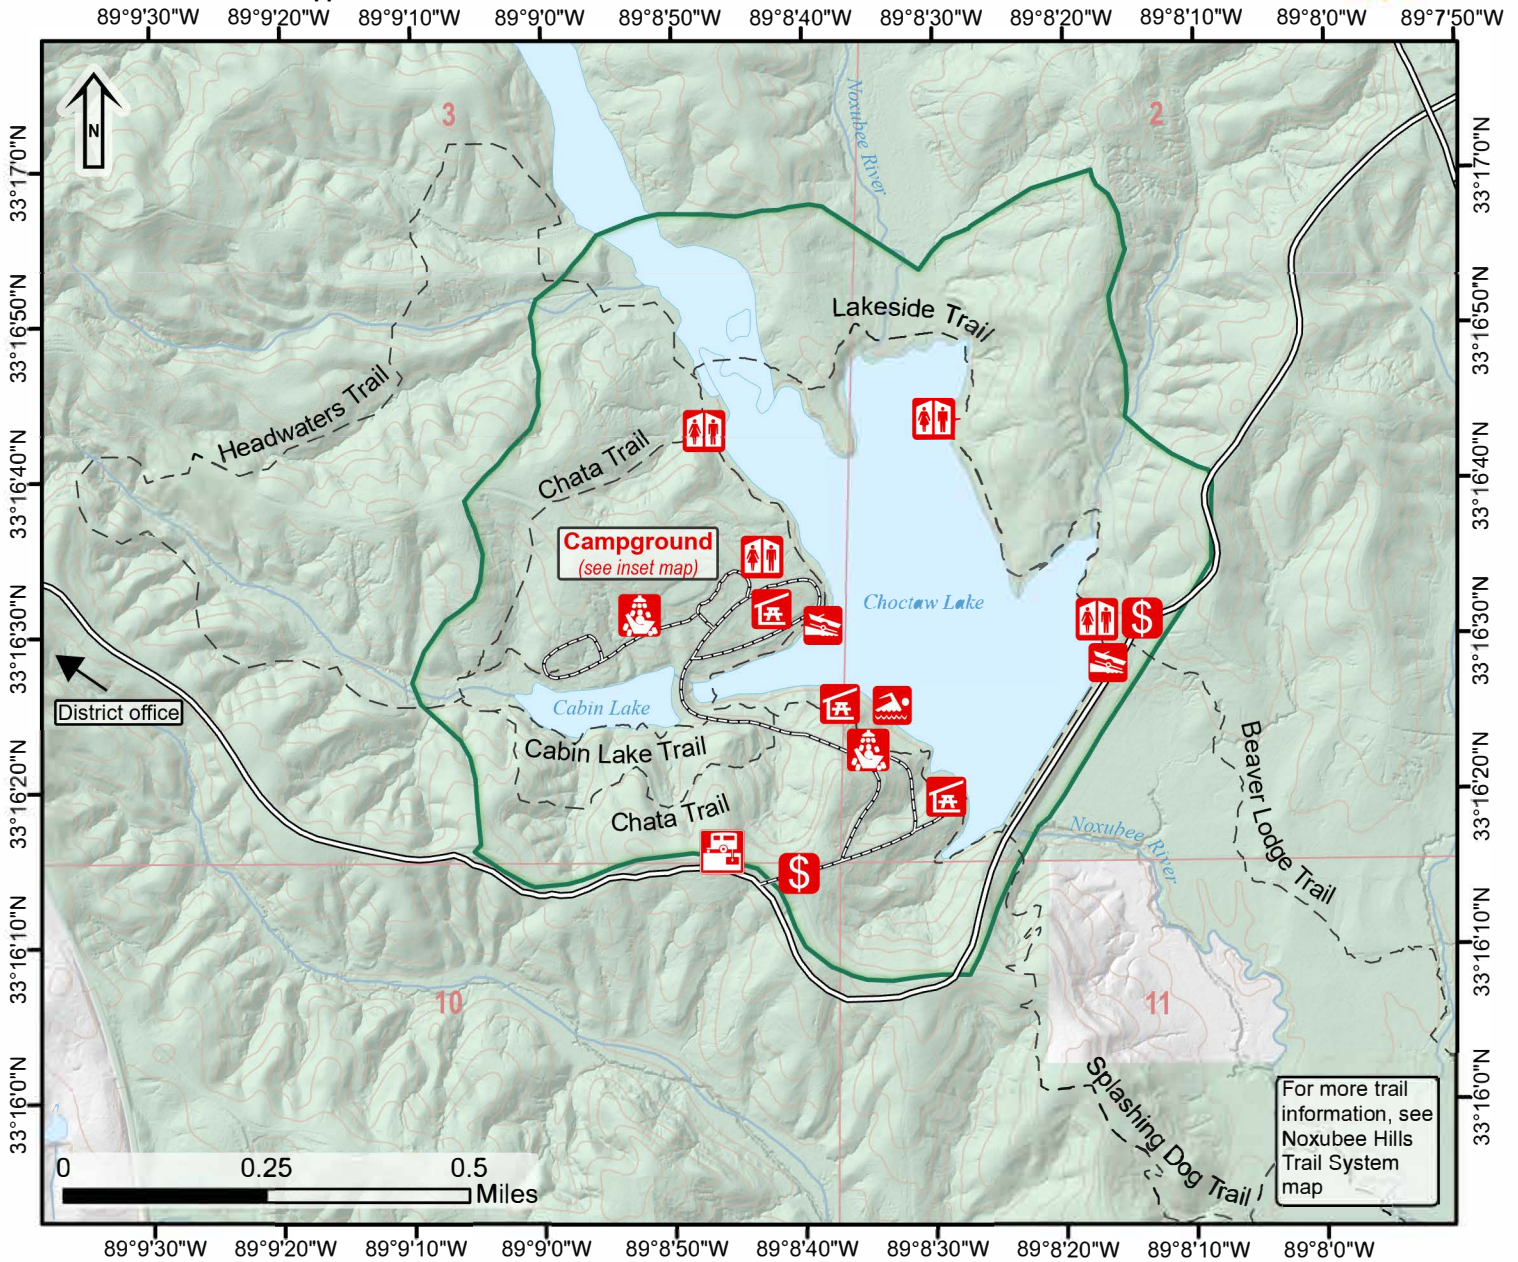 89°9'30"W 89°9'20"W 89°9'10"W 89°9'0"W 89°8'50"W 89°8'40"W 89°8'30"W 89°8'20"W 89°8'10"W 89°8'0"W 89°7'50"W
33°17'0"N
33°16'50"N
33°16'40"N
33°16'30"N
33°16'20"N
33°16'10"N
33°16'0"N
N
3
2
Noxubee River
Lakeside Trail
Headwaters Trail
Chata Trail
Campground
(see inset map)
Choctaw Lake
$
District office
Cabin Lake
Cabin Lake Trail
Chata Trail
$
Noxubee River
Beaver Lodge Trail
10
11
Splashing Dog Trail
For more trail
information, see
Noxubee Hills
Trail System
map
0 0.25 0.5
Miles
33°17'0"N
33°16'50"N
33°16'40"N
33°16'30"N
33°16'20"N
33°16'10"N
33°16'0"N
89°9'30"W 89°9'20"W 89°9'10"W 89°9'0"W 89°8'50"W 89°8'40"W 89°8'30"W 89°8'20"W 89°8'10"W 89°8'0"W